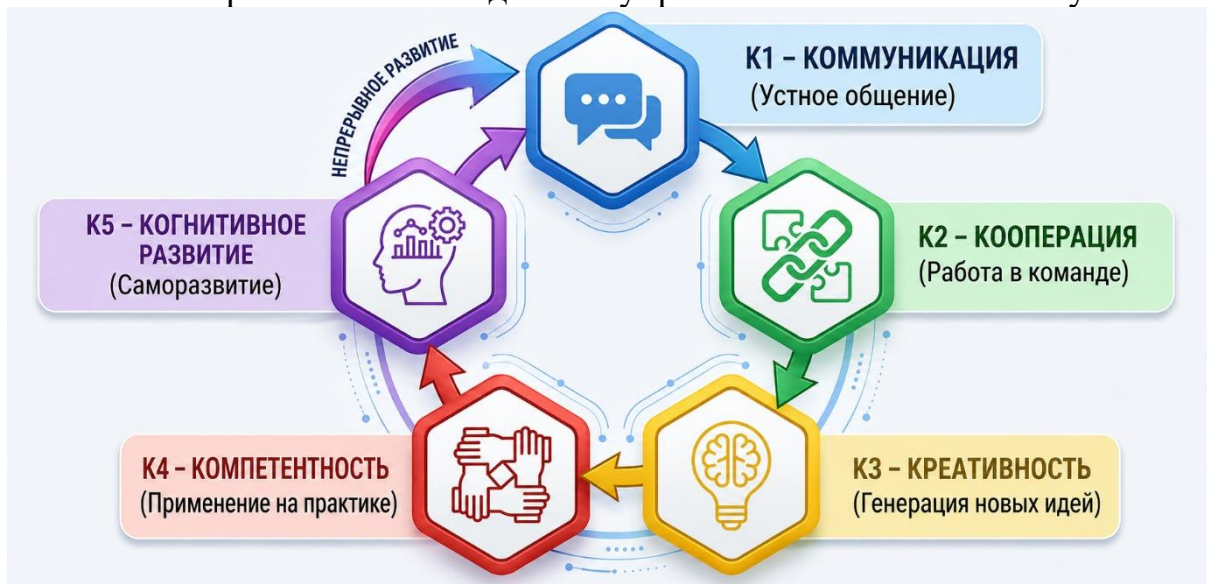 НЕПРЕРЫВНОЕ РАЗВИТИЕ
К1 – КОММУНИКАЦИЯ
(Устное общение)
К5 – КОГНИТИВНОЕ
РАЗВИТИЕ
(Саморазвитие)
К2 – КООПЕРАЦИЯ
(Работа в команде)
К4 – КОМПЕТЕНТНОСТЬ
(Применение на практике)
К3 – КРЕАТИВНОСТЬ
(Генерация новых идей)